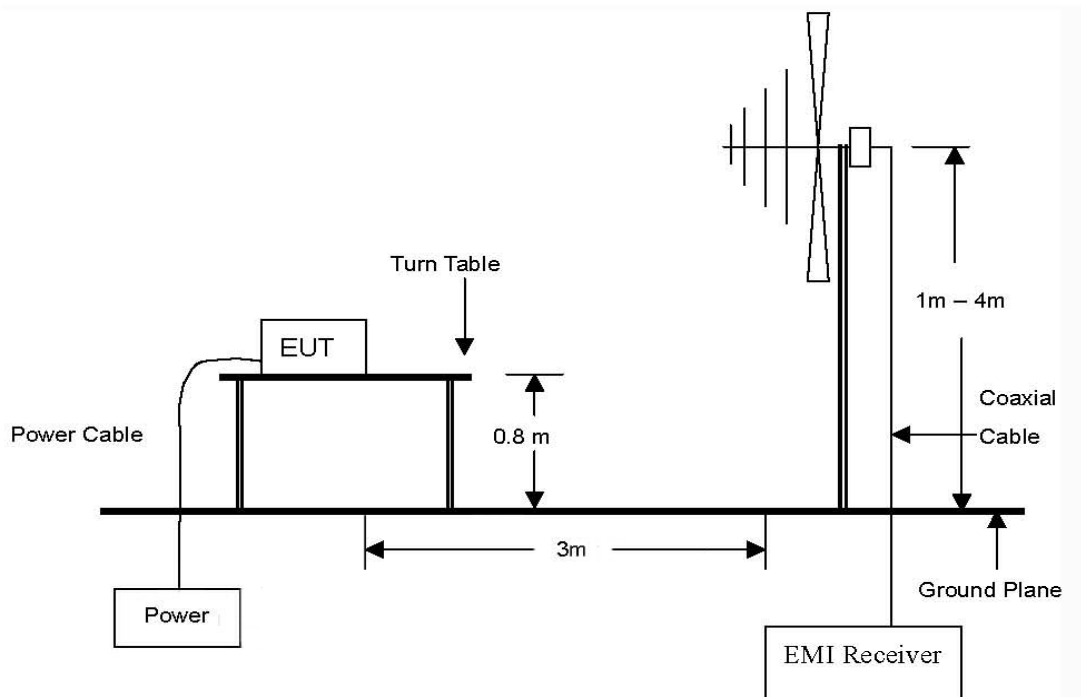 Turn Table
1m – 4m
EUT
Coaxial
Cable
Power Cable
0.8 m
3m
Ground Plane
Power
EMI Receiver